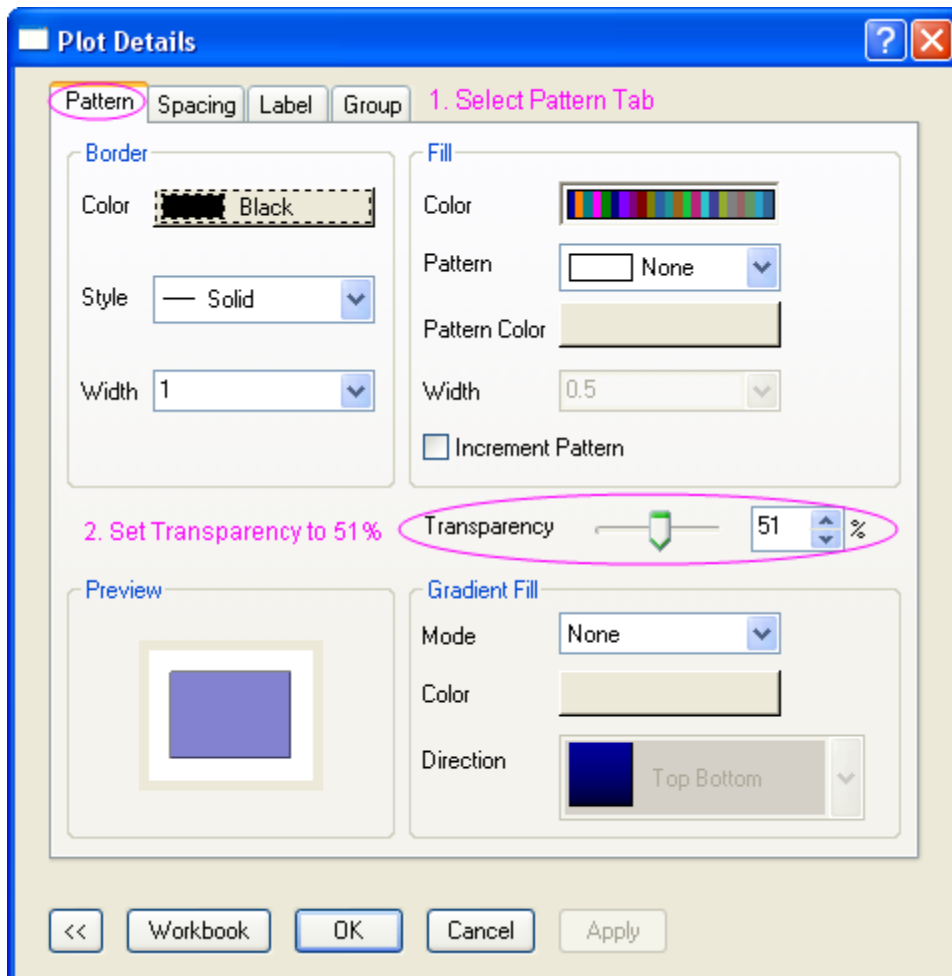 Plot Details
Pattern Spacing Label Group 1. Select Pattern Tab
Border
Color Black
Style Solid
Width 1
Fill
Color
Pattern None
Pattern Color
Width 0.5
Increment Pattern
2. Set Transparency to 51%
Transparency 51 %
Preview
Gradient Fill
Mode None
Color
Direction Top Bottom
<< Workbook OK Cancel Apply